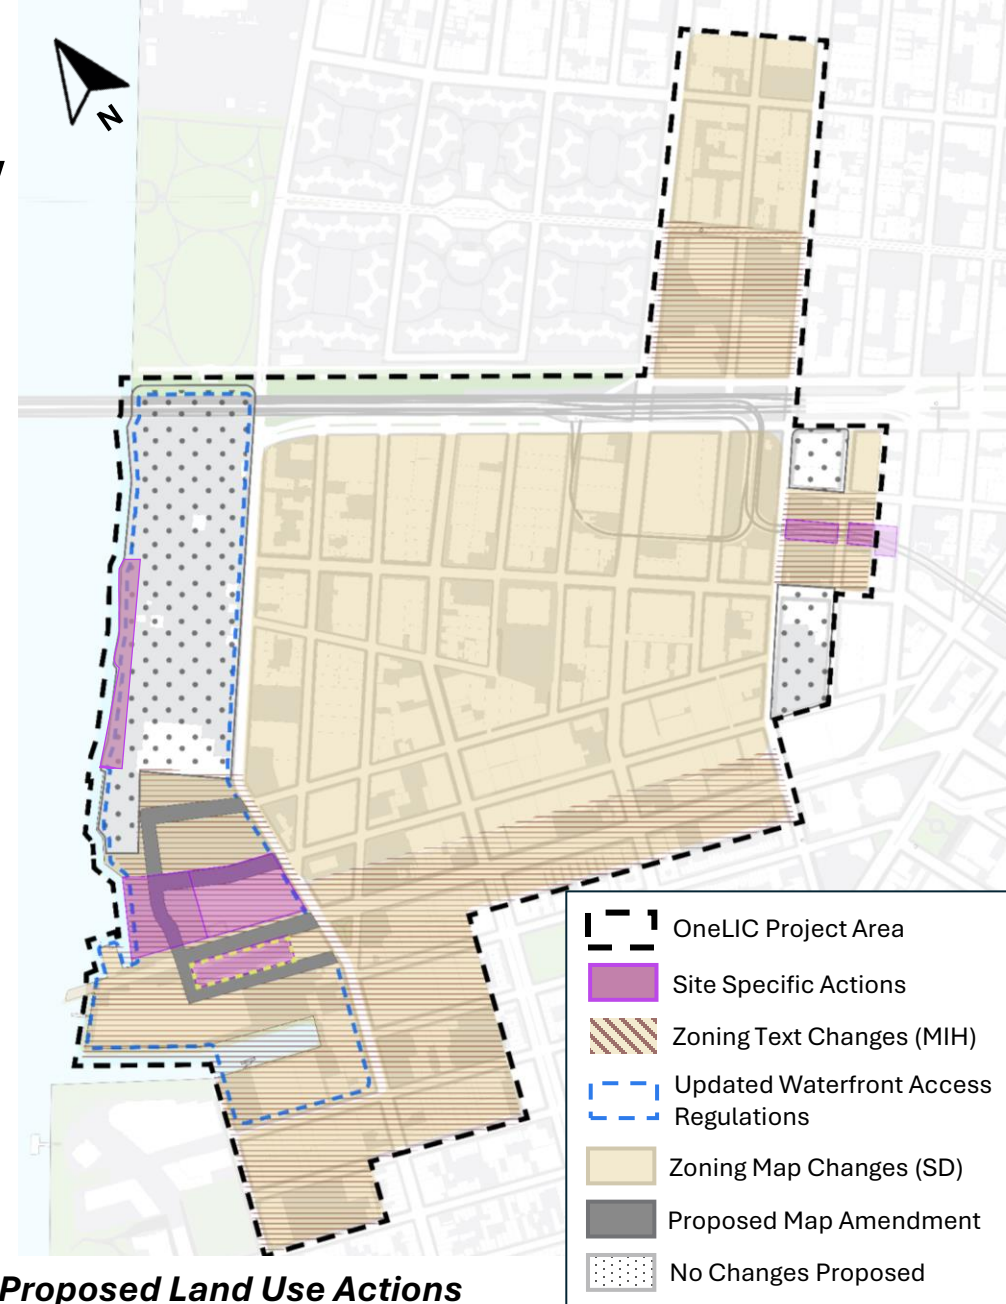 N
OneLIC Project Area
Site Specific Actions
Zoning Text Changes (MIH)
Updated Waterfront Access
Regulations
Zoning Map Changes (SD)
Proposed Map Amendment
No Changes Proposed
Proposed Land Use Actions